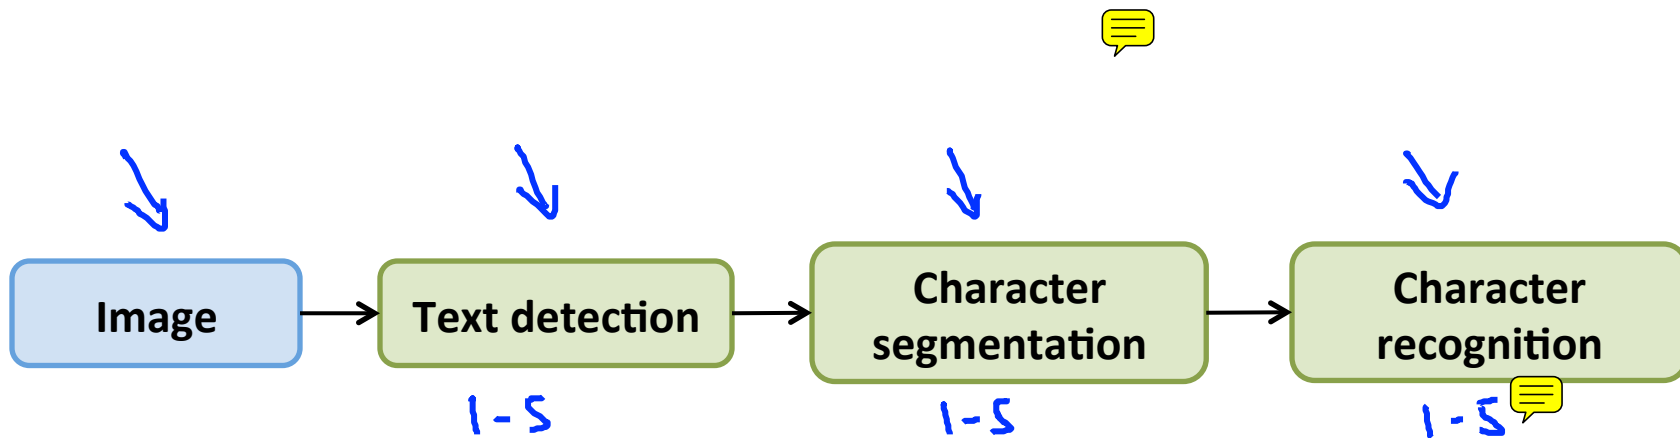 Image
Text detection
Character
segmentation
Character
recognition
1-5
1-5
1-5